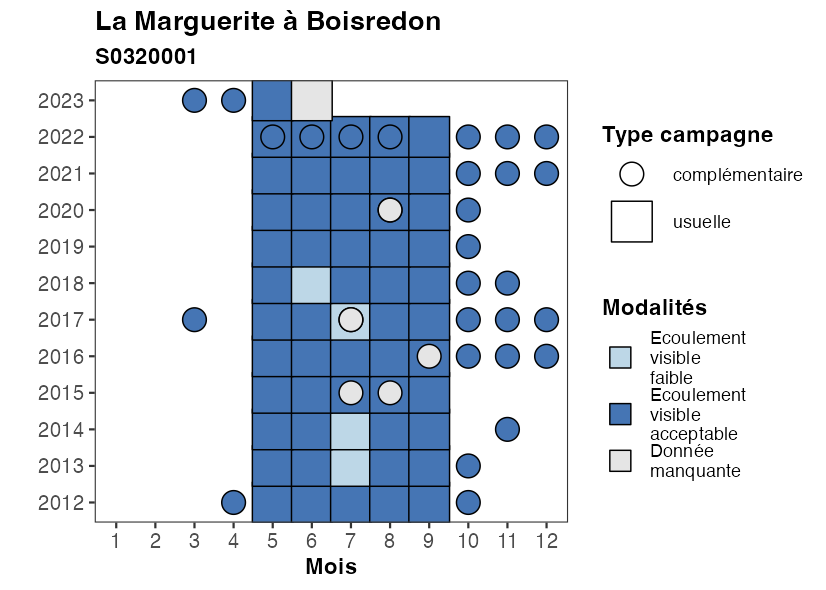 La Marguerite à Boisredon
S0320001
2023
2022
2021
2020
2019
2018
2017
2016
2015
2014
2013
2012
1 2 3 4 5 6 7 8 9 10 11 12
Mois
Type campagne
complémentaire
usuelle
Modalités
Ecoulement
visible
faible
Ecoulement
visible
acceptable
Donnée
manquante